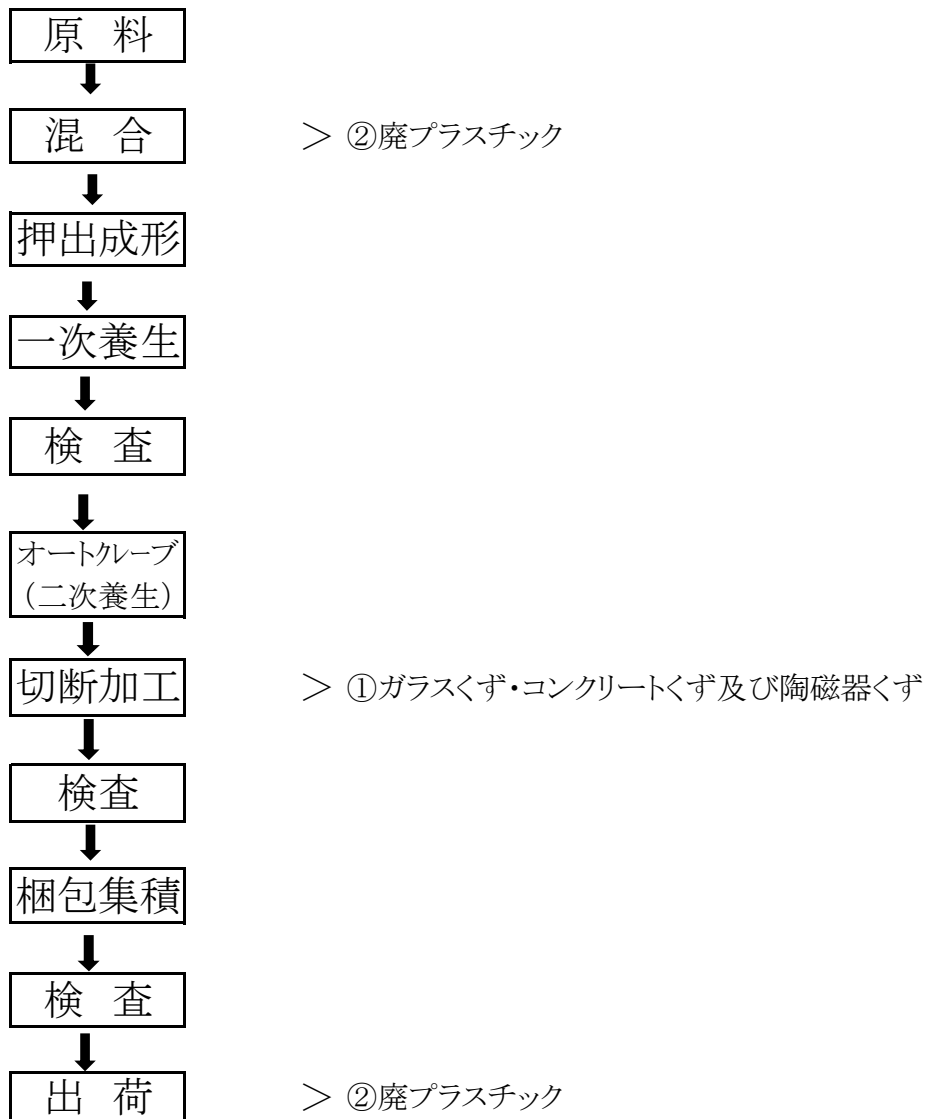 原 料
混 合 ＞ ②廃プラスチック
押出成形
一次養生
検 査
オートクレーブ
（二次養生）
切断加工 ＞ ①ガラスくず・コンクリートくず及び陶磁器くず
検査
梱包集積
検 査
出 荷 ＞ ②廃プラスチック